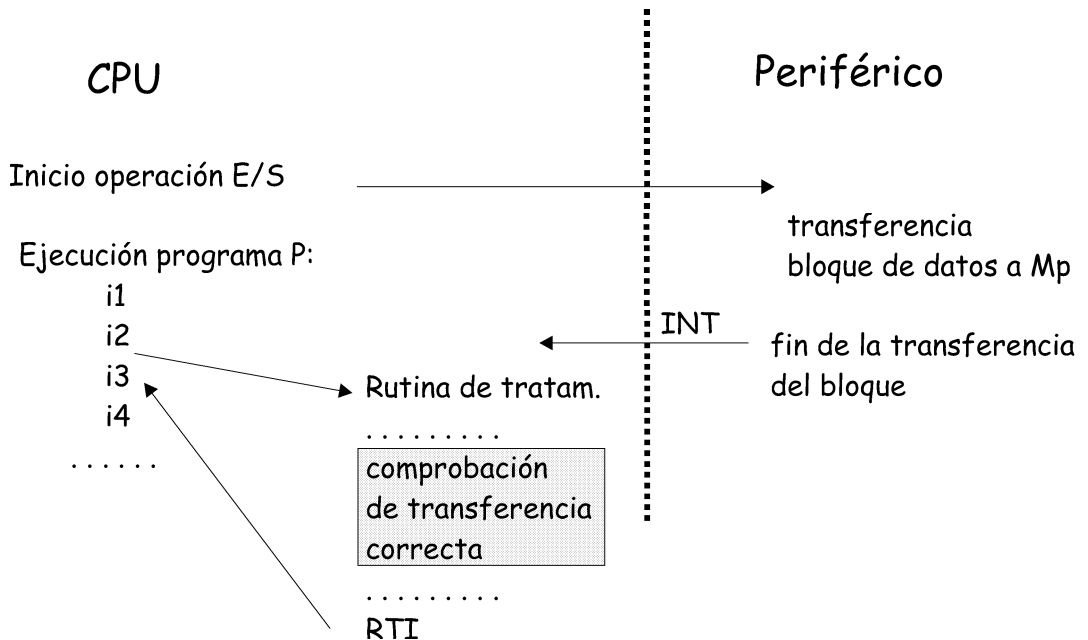 CPU
Periférico
Inicio operación E/S
transferencia
bloque de datos a Mp
Ejecución programa P:
i1
i2
i3
i4
. . . . . .
INT
fin de la transferencia
del bloque
Rutina de tratam.
. . . . . . . . .
comprobación
de transferencia
correcta
. . . . . . . . .
RTI